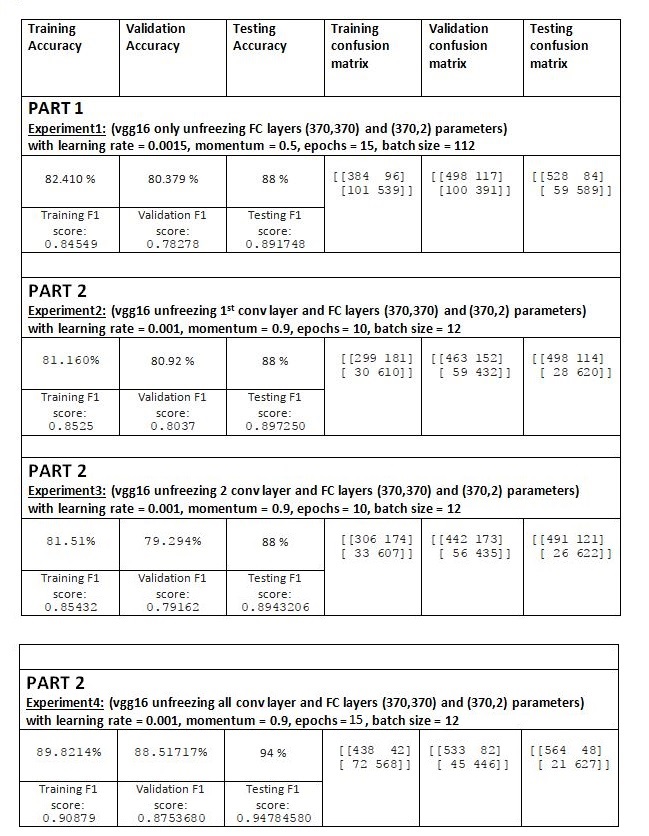 Training Accuracy Validation Accuracy Testing Accuracy Training confusion matrix Validation confusion matrix Testing confusion matrix
PART 1
Experiment1: (vgg16 only unfreezing FC layers (370,370) and (370,2) parameters)
with learning rate = 0.0015, momentum = 0.5, epochs = 15, batch size = 112
82.410 % 80.379 % 88 % [[384 96] [[498 117] [[528 84]
[101 539]] [100 391]] [ 59 589]]
Training F1 Validation F1 Testing F1
score: score: score:
0.84549 0.78278 0.891748
PART 2
Experiment2: (vgg16 unfreezing 1st conv layer and FC layers (370,370) and (370,2) parameters)
with learning rate = 0.001, momentum = 0.9, epochs = 10, batch size = 12
81.160% 80.92 % 88 % [[299 181] [[463 152] [[498 114]
[ 30 610]] [ 59 432]] [ 28 620]]
Training F1 Validation F1 Testing F1
score: score: score:
0.8525 0.8037 0.897250
PART 2
Experiment3: (vgg16 unfreezing 2 conv layer and FC layers (370,370) and (370,2) parameters)
with learning rate = 0.001, momentum = 0.9, epochs = 10, batch size = 12
81.51% 79.294% 88 % [[306 174] [[442 173] [[491 121]
[ 33 607]] [ 56 435]] [ 26 622]]
Training F1 Validation F1 Testing F1
score: score: score:
0.85432 0.79162 0.8943206
PART 2
Experiment4: (vgg16 unfreezing all conv layer and FC layers (370,370) and (370,2) parameters)
with learning rate = 0.001, momentum = 0.9, epochs = 15 , batch size = 12
89.8214% 88.51717% 94 % [[438 42] [[533 82] [[564 48]
[ 72 568]] [ 45 446]] [ 21 627]]
Training F1 Validation F1 Testing F1
score: score: score:
0.90879 0.8753680 0.94784580